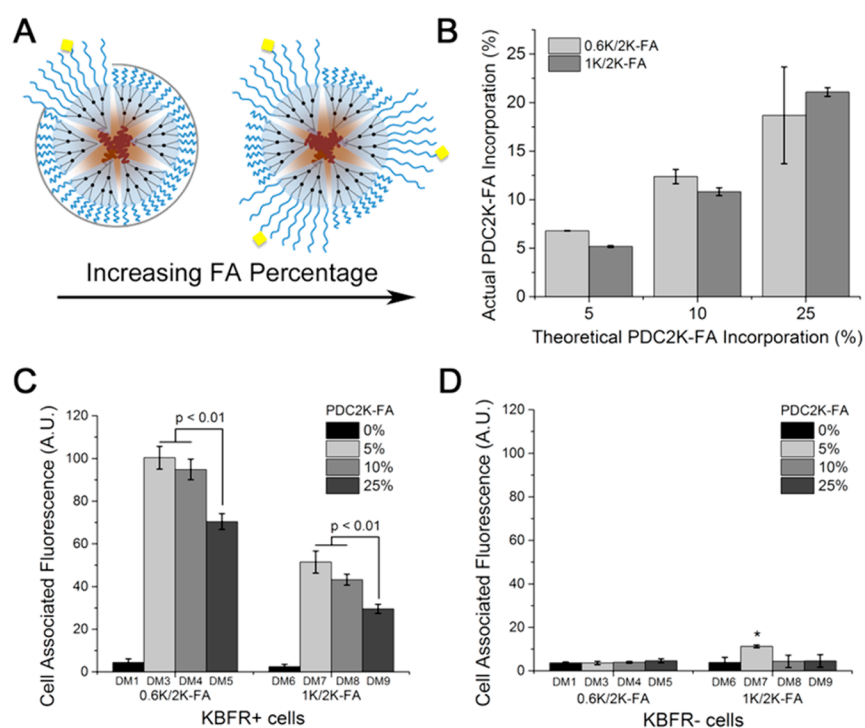 A
Increasing FA Percentage
B
Actual PDC2K-FA Incorporation (%)
25
20
15
10
5
0
0.6K/2K-FA
1K/2K-FA
5 10 25
Theoretical PDC2K-FA Incorporation (%)
C
Cell Associated Fluorescence (A.U.)
120
100
80
60
40
20
0
p < 0.01
p < 0.01
PDC2K-FA
0%
5%
10%
25%
DM1 DM3 DM4 DM5 DM6 DM7 DM8 DM9
0.6K/2K-FA 1K/2K-FA
KBFR+ cells
D
Cell Associated Fluorescence (A.U.)
120
100
80
60
40
20
0
PDC2K-FA
0%
5%
10%
25%
*
DM1 DM3 DM4 DM5 DM6 DM7 DM8 DM9
0.6K/2K-FA 1K/2K-FA
KBFR- cells